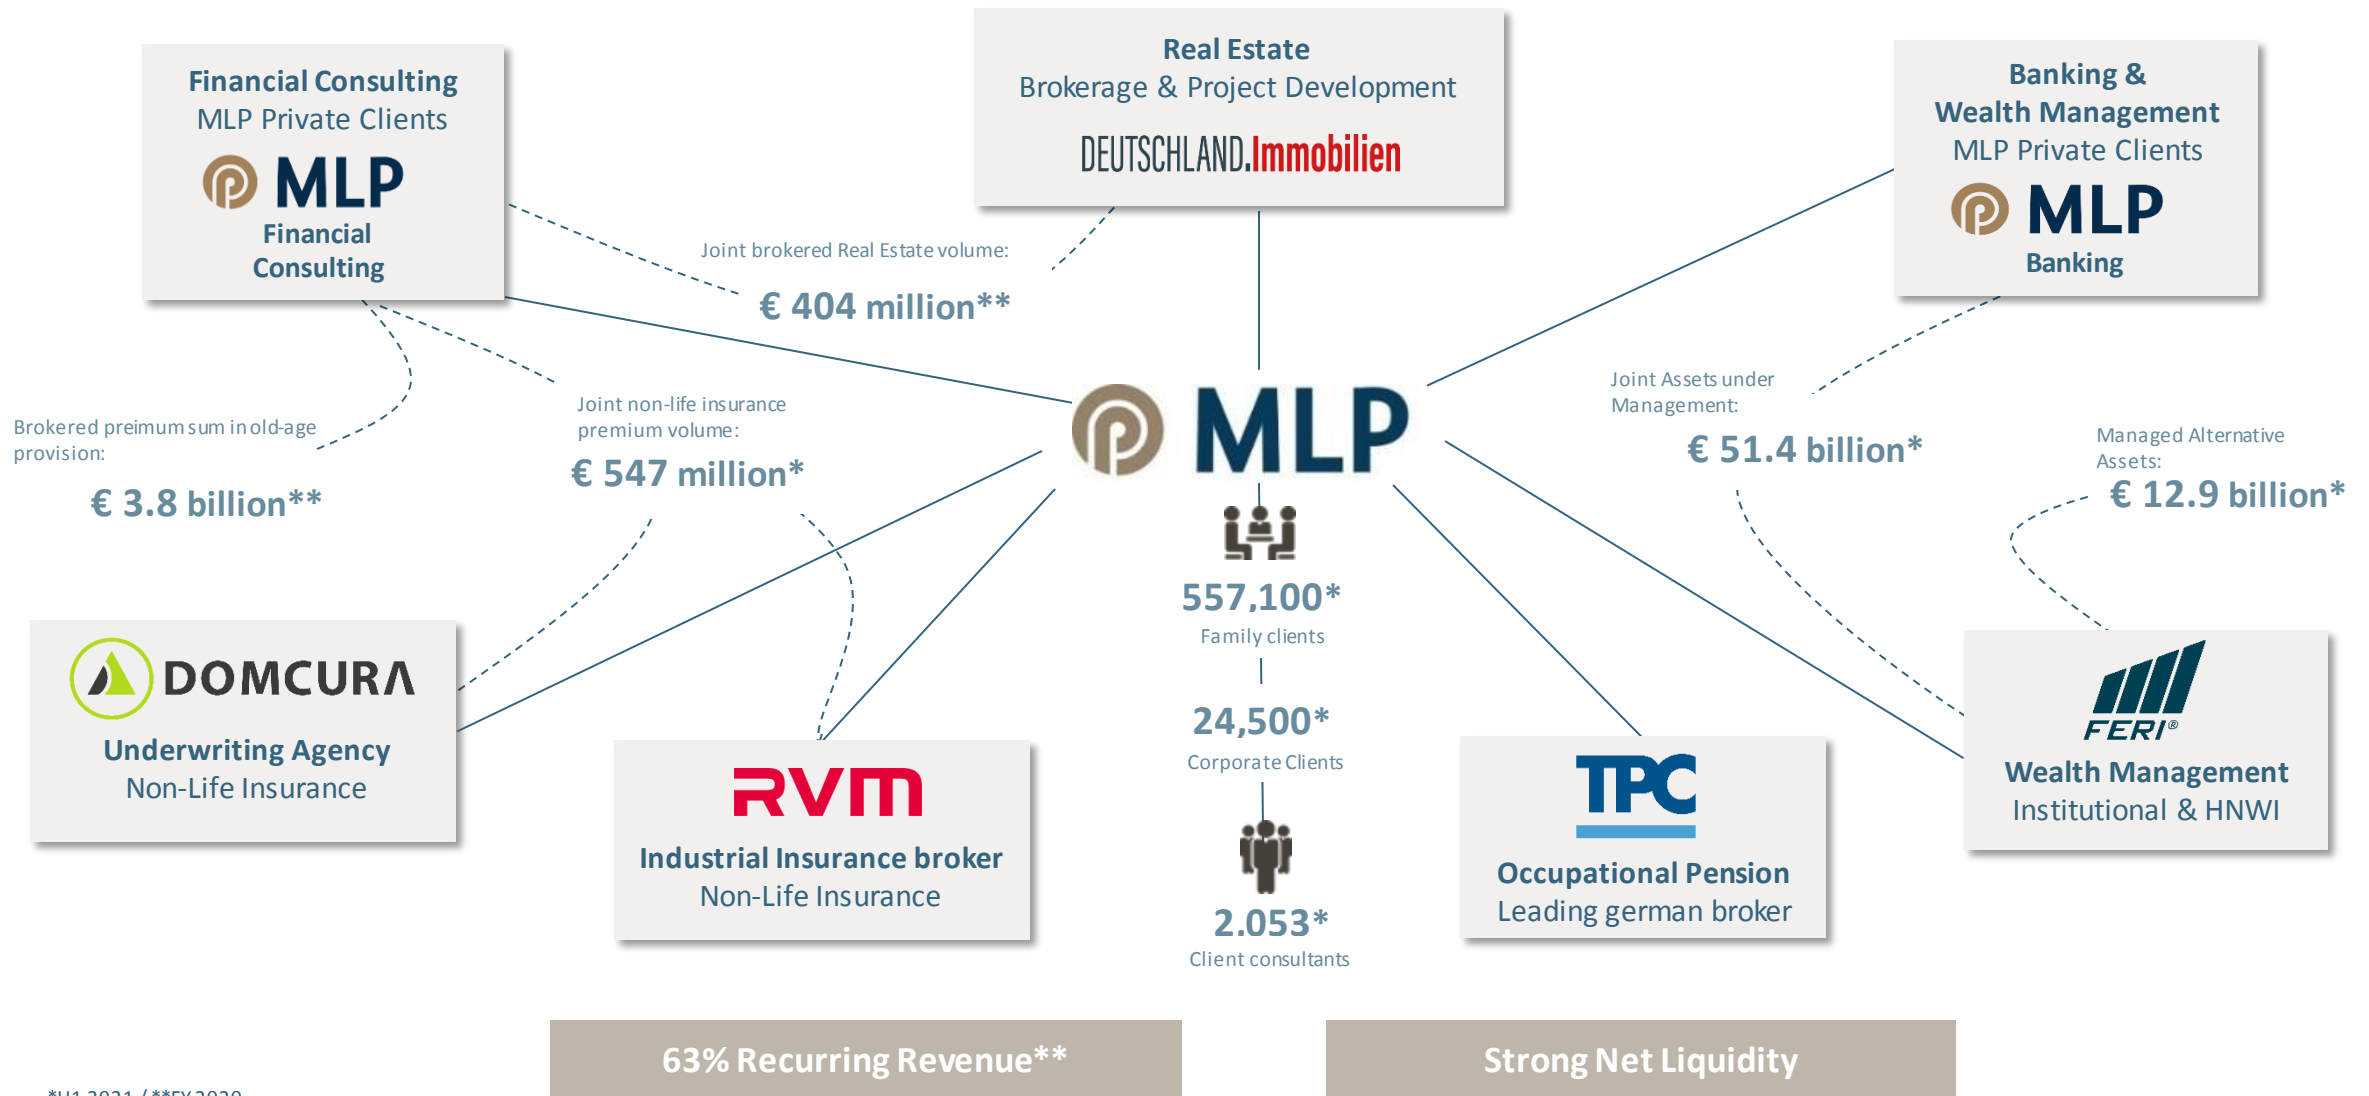 Financial Consulting
MLP Private Clients
MLP
Financial
Consulting
Real Estate
Brokerage & Project Development
DEUTSCHLAND.Immobilien
Banking &
Wealth Management
MLP Private Clients
MLP
Banking
Joint brokered Real Estate volume:
€ 404 million**
Brokered preimum sum in old-age
provision:
€ 3.8 billion**
Joint non-life insurance
premium volume:
€ 547 million*
MLP
Joint Assets under
Management:
€ 51.4 billion*
Managed Alternative
Assets:
€ 12.9 billion*
557,100*
Family clients
24,500*
Corporate Clients
2.053*
Client consultants
DOMCURA
Underwriting Agency
Non-Life Insurance
RVM
Industrial Insurance broker
Non-Life Insurance
TPC
Occupational Pension
Leading german broker
FERI®
Wealth Management
Institutional & HNWI
63% Recurring Revenue**
Strong Net Liquidity
*H1 2021 / **FY 2020